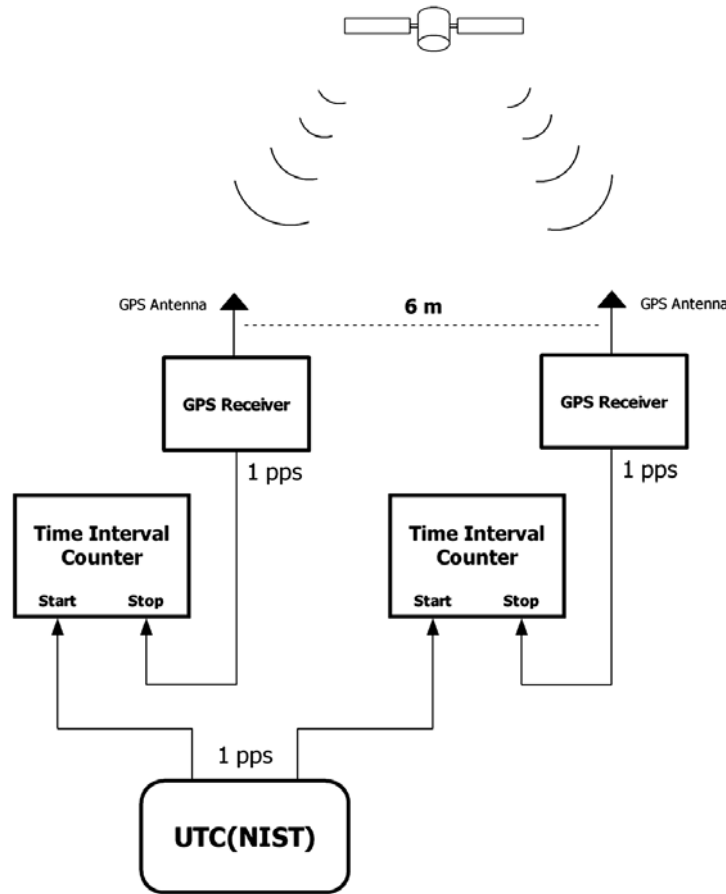 GPS Antenna
6 m
GPS Antenna
GPS Receiver
GPS Receiver
1 pps
1 pps
Time Interval
Counter
Start Stop
Time Interval
Counter
Start Stop
1 pps
UTC(NIST)